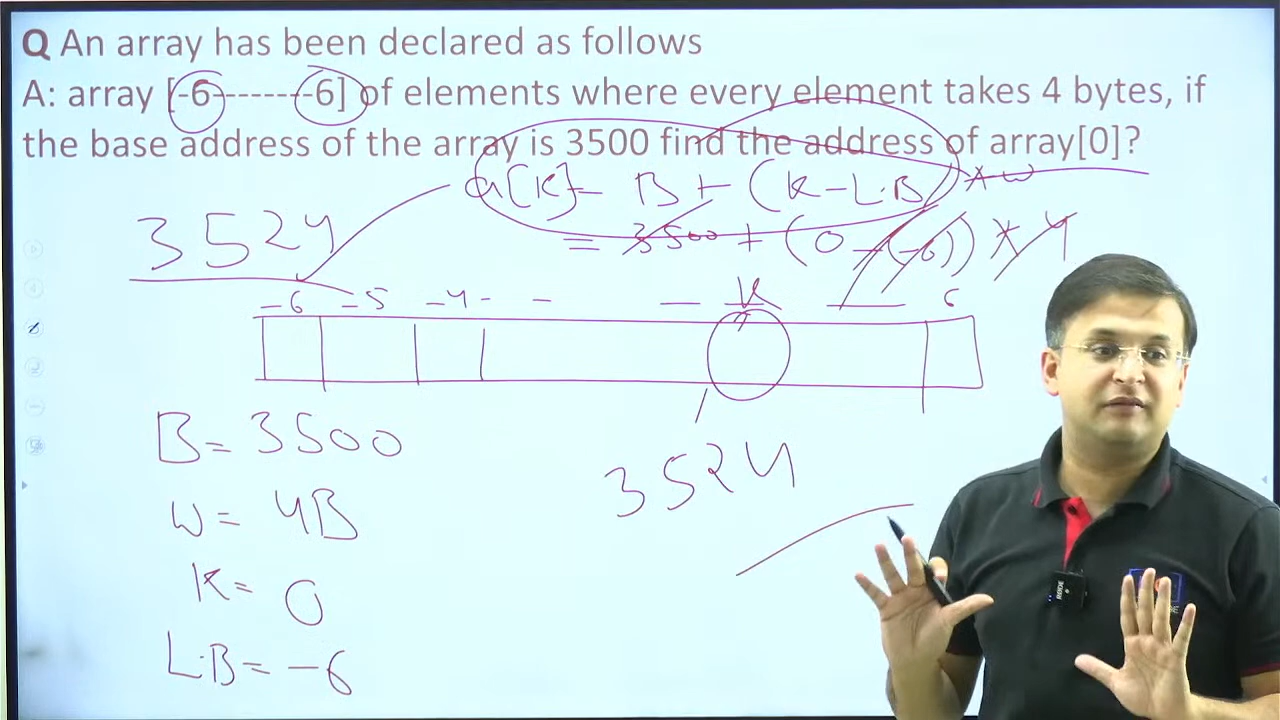 Q An array has been declared as follows
A: array [-6--------6] of elements where every element takes 4 bytes, if
the base address of the array is 3500 find the address of array[0]?
a[K]= B+ (K-L.B) * w
= 3500 + (0 -(-6)) * 4
3524
-6 -5 -4 - - — K — 6
B= 3500
3524
w= 4B
K= 0
L.B= -6
RODE